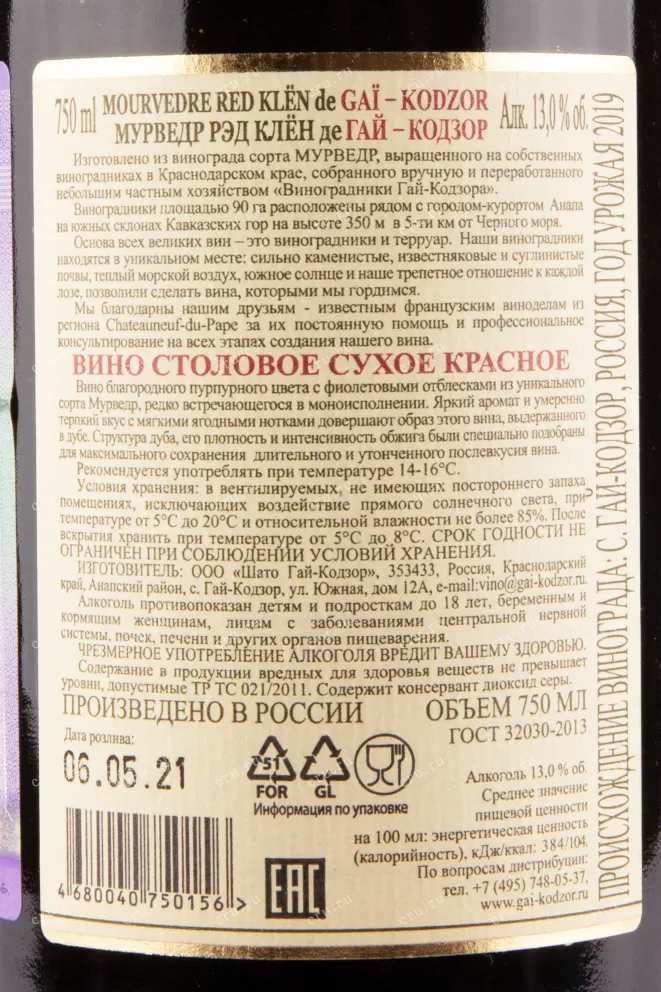 750 ml
MOURVEDRE RED KLËN de GAÏ – KODZOR
МУРВЕДР РЭД КЛЁН де ГАЙ – КОДЗОР
Алк. 13,0 % об.
Изготовлено из винограда сорта МУРВЕДР, выращенного на собственных
виноградниках в Краснодарском крае, собранного вручную и переработанного
небольшим частным хозяйством «Виноградники Гай-Кодзора».
Виноградники площадью 90 га расположены рядом с городом-курортом Анапа
на южных склонах Кавказских гор на высоте 350 м в 5-ти км от Черного моря.
Основа всех великих вин – это виноградники и терруар. Наши виноградники
находятся в уникальном месте: сильно каменистые, известняковые и суглинистые
почвы, теплый морской воздух, южное солнце и наше трепетное отношение к каждой
лозе, позволили сделать вина, которыми мы гордимся.
Мы благодарны нашим друзьям - известным французским виноделам из
региона Chateauneuf-du-Pape за их постоянную помощь и профессиональное
консультирование на всех этапах создания нашего вина.
ВИНО СТОЛОВОЕ СУХОЕ КРАСНОЕ
Вино благородного пурпурного цвета с фиолетовыми отблесками из уникального
сорта Мурведр, редко встречающегося в моноисполнении. Яркий аромат и умеренно
терпкий вкус с мягкими ягодными нотками довершают образ этого вина, выдержанного
в дубе. Структура дуба, его плотность и интенсивность обжига были специально подобраны
для максимального сохранения длительного и утонченного послевкусия вина.
Рекомендуется употреблять при температуре 14-16°С.
Условия хранения: в вентилируемых, не имеющих постороннего запаха
помещениях, исключающих воздействие прямого солнечного света, при
температуре от 5°С до 20°С и относительной влажности не более 85%. После
вскрытия хранить при температуре от 5°С до 8°С. СРОК ГОДНОСТИ НЕ
ОГРАНИЧЕН ПРИ СОБЛЮДЕНИИ УСЛОВИЙ ХРАНЕНИЯ.
ИЗГОТОВИТЕЛЬ: ООО «Шато Гай-Кодзор», 353433, Россия, Краснодарский
край, Анапский район, с. Гай-Кодзор, ул. Южная, дом 12А, e-mail:vino@gai-kodzor.ru.
Алкоголь противопоказан детям и подросткам до 18 лет, беременным и
кормящим женщинам, лицам с заболеваниями центральной нервной
системы, почек, печени и других органов пищеварения.
ЧРЕЗМЕРНОЕ УПОТРЕБЛЕНИЕ АЛКОГОЛЯ ВРЕДИТ ВАШЕМУ ЗДОРОВЬЮ.
Содержание в продукции вредных для здоровья веществ не превышает
уровни, допустимые ТР ТС 021/2011. Содержит консервант диоксид серы.
ПРОИЗВЕДЕНО В РОССИИ
ОБЪЕМ 750 МЛ
ГОСТ 32030-2013
Дата розлива:
06.05.21
51
FOR
GL
Информация по упаковке
Алкоголь 13,0 % об.
Среднее значение
пищевой ценности
на 100 мл: энергетическая ценность
(калорийность), кДж/ккал: 384/104.
По вопросам дистрибуции:
тел. +7 (495) 748-05-37.
www.gai-kodzor.ru
4 680040 750156 >
EAC
ПРОИСХОЖДЕНИЕ ВИНОГРАДА: С. ГАЙ-КОДЗОР, РОССИЯ, ГОД УРОЖАЯ 2019